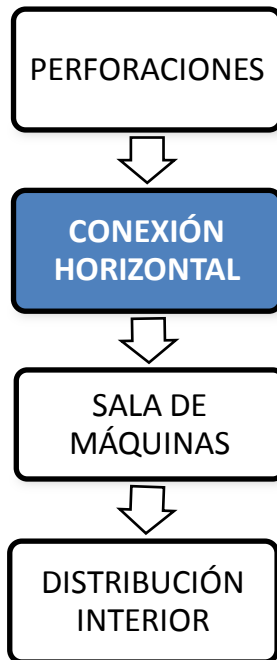 PERFORACIONES
CONEXIÓN
HORIZONTAL
SALA DE
MÁQUINAS
DISTRIBUCIÓN
INTERIOR